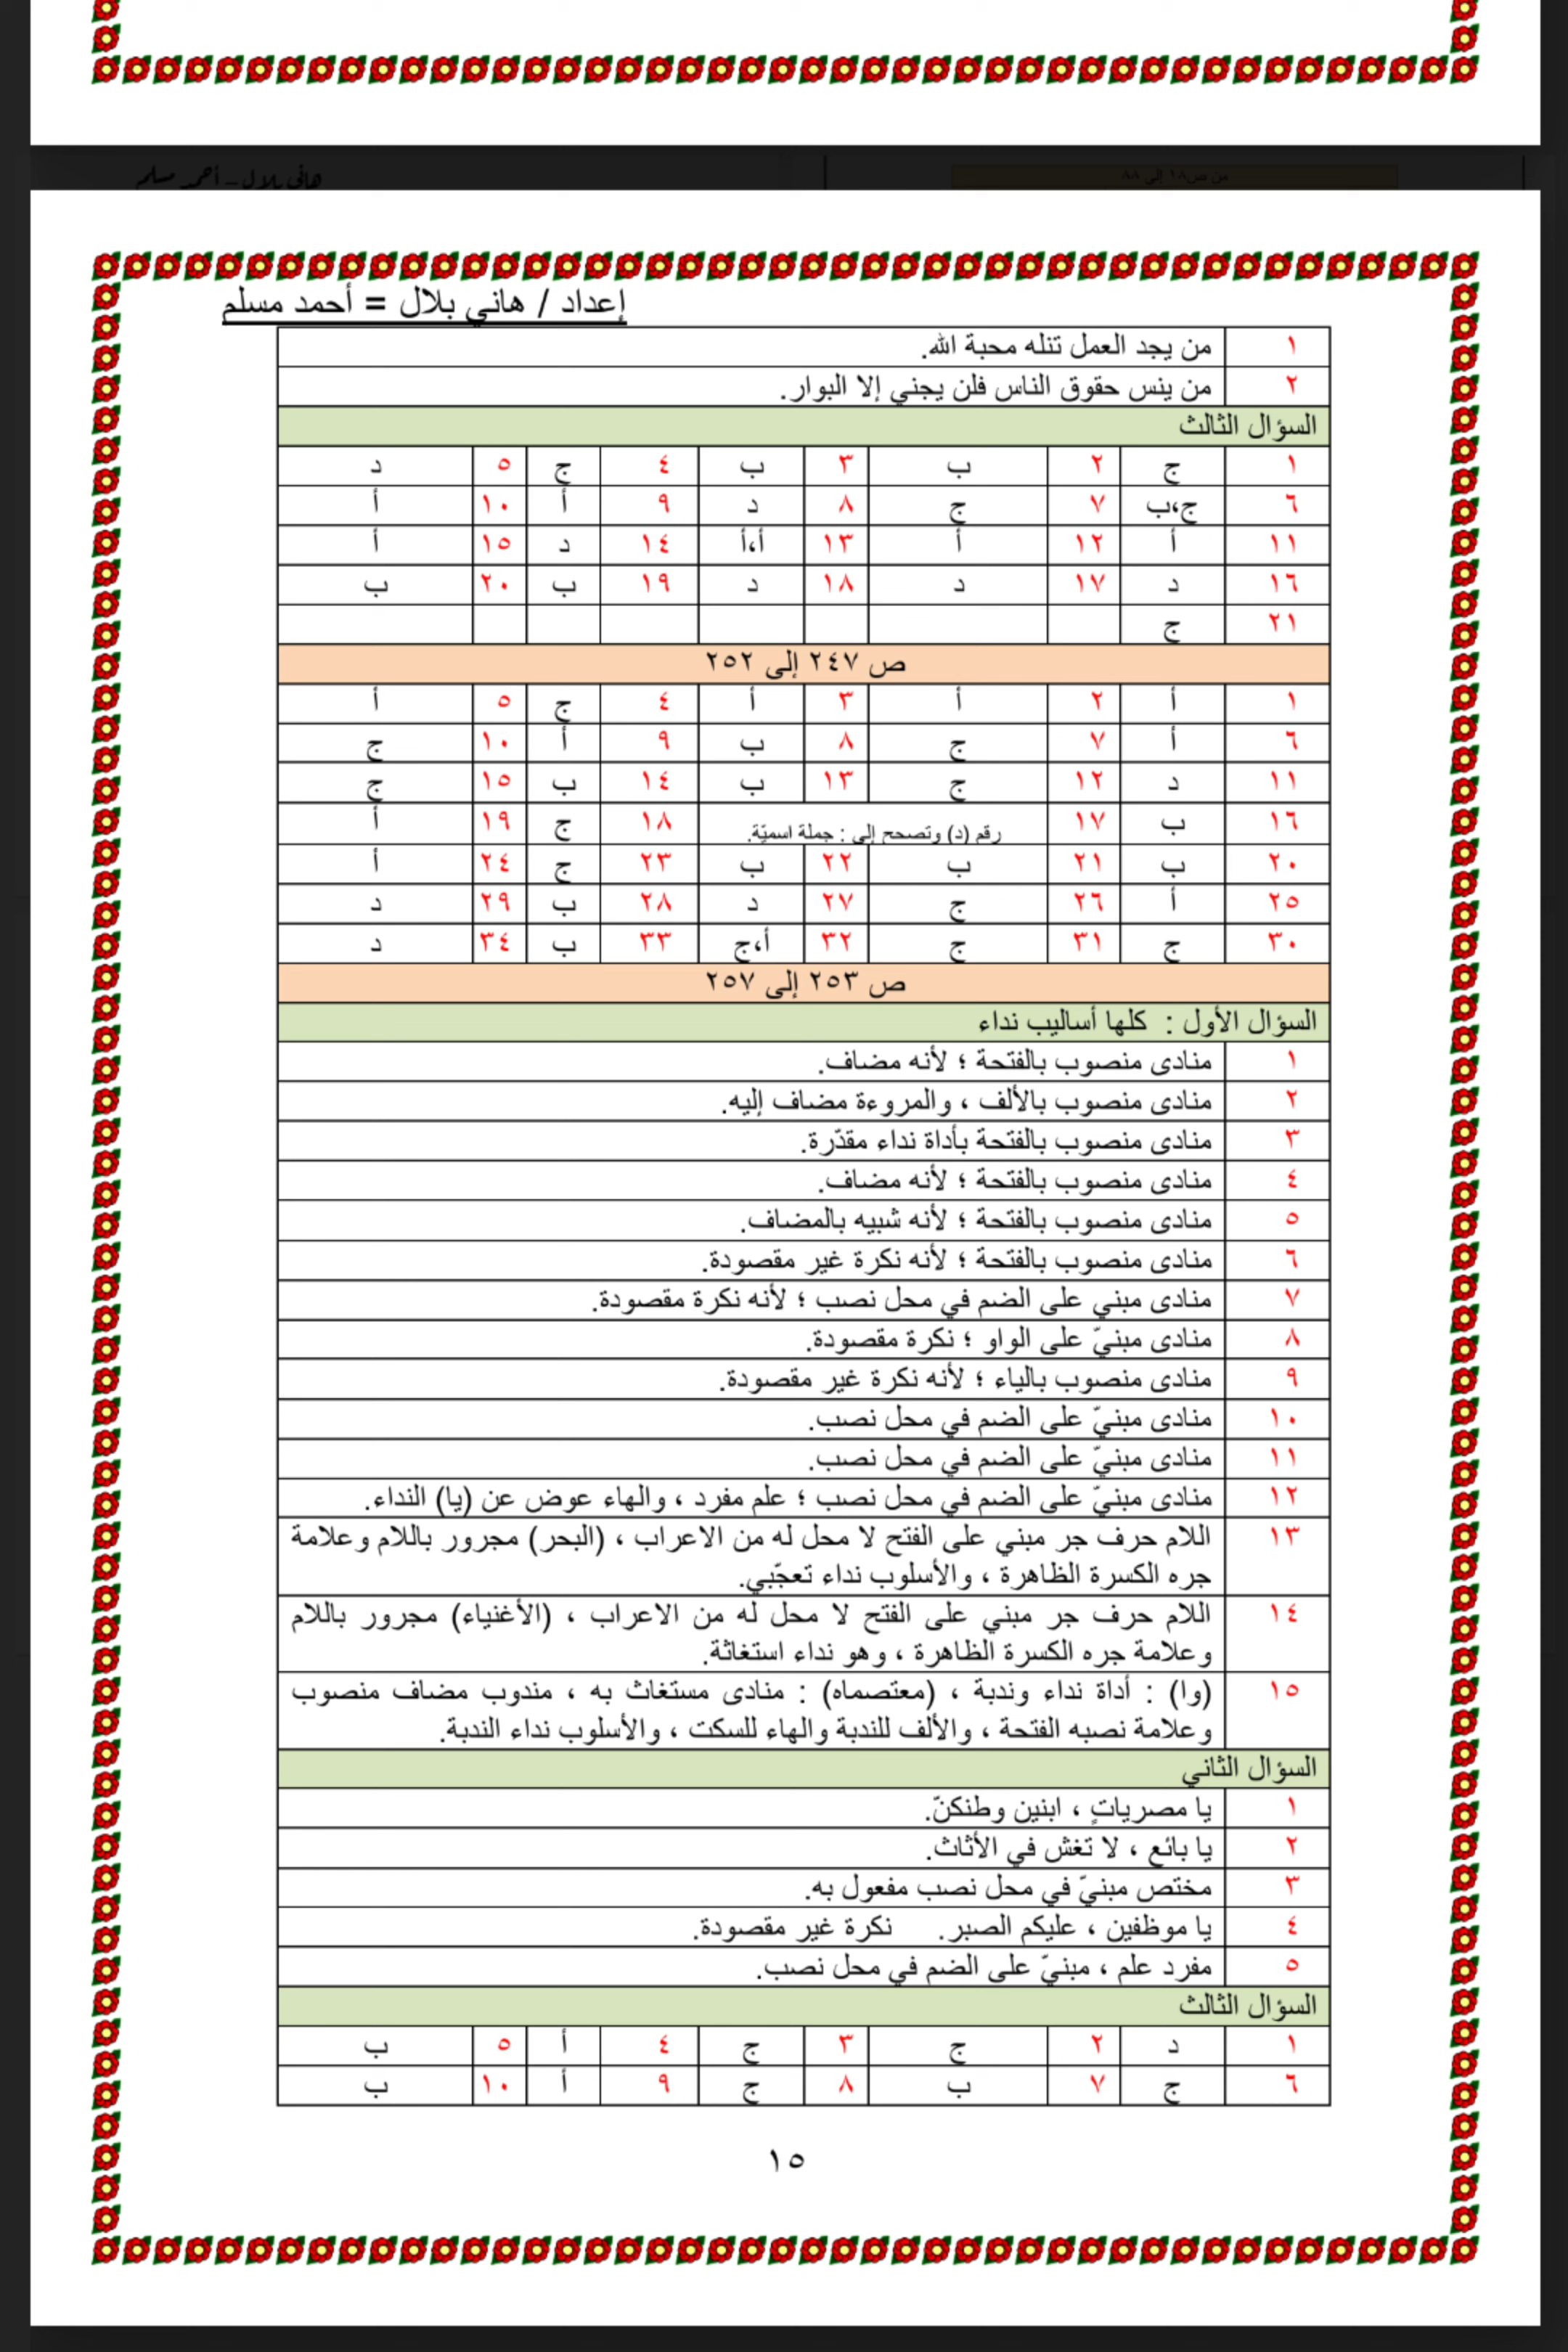 هاني بلال – أحمد مسلم
من ص١٨ إلى ٨٨
إعداد / هاني بلال = أحمد مسلم
١ من يجد العمل تنله محبة الله.
٢ من ينس حقوق الناس فلن يجني إلا البوار.
السؤال الثالث
١ ج ٢ ب ٣ ب ٤ ج ٥ د
٦ ج،ب ٧ ج ٨ د ٩ أ ١٠ أ
١١ أ ١٢ أ ١٣ أ،أ ١٤ د ١٥ أ
١٦ د ١٧ د ١٨ د ١٩ ب ٢٠ ب
٢١ ج
ص ٢٤٧ إلى ٢٥٢
١ أ ٢ أ ٣ أ ٤ ج ٥ أ
٦ أ ٧ ج ٨ ب ٩ أ ١٠ ج
١١ د ١٢ ج ١٣ ب ١٤ ب ١٥ ج
١٦ ب ١٧ رقم (د) وتصحح إلى : جملة اسميّة. ١٨ ج ١٩ أ
٢٠ ب ٢١ ب ٢٢ ب ٢٣ ج ٢٤ أ
٢٥ أ ٢٦ ج ٢٧ د ٢٨ ب ٢٩ د
٣٠ ج ٣١ ج ٣٢ أ،ج ٣٣ ب ٣٤ د
ص ٢٥٣ إلى ٢٥٧
السؤال الأول : كلها أساليب نداء
١ منادى منصوب بالفتحة ؛ لأنه مضاف.
٢ منادى منصوب بالألف ، والمروءة مضاف إليه.
٣ منادى منصوب بالفتحة بأداة نداء مقدّرة.
٤ منادى منصوب بالفتحة ؛ لأنه مضاف.
٥ منادى منصوب بالفتحة ؛ لأنه شبيه بالمضاف.
٦ منادى منصوب بالفتحة ؛ لأنه نكرة غير مقصودة.
٧ منادى مبني على الضم في محل نصب ؛ لأنه نكرة مقصودة.
٨ منادى مبنيّ على الواو ؛ نكرة مقصودة.
٩ منادى منصوب بالياء ؛ لأنه نكرة غير مقصودة.
١٠ منادى مبنيّ على الضم في محل نصب.
١١ منادى مبنيّ على الضم في محل نصب.
١٢ منادى مبنيّ على الضم في محل نصب ؛ علم مفرد ، والهاء عوض عن (يا) النداء.
١٣ اللام حرف جر مبني على الفتح لا محل له من الاعراب ، (البحر) مجرور باللام وعلامة
جره الكسرة الظاهرة ، والأسلوب نداء تعجّبي.
١٤ اللام حرف جر مبني على الفتح لا محل له من الاعراب ، (الأغنياء) مجرور باللام
وعلامة جره الكسرة الظاهرة ، وهو نداء استغاثة.
١٥ (وا) : أداة نداء وندبة ، (معتصماه) : منادى مستغاث به ، مندوب مضاف منصوب
وعلامة نصبه الفتحة ، والألف للندبة والهاء للسكت ، والأسلوب نداء الندبة.
السؤال الثاني
١ يا مصرياتٍ ، ابنين وطنكنّ.
٢ يا بائع ، لا تغش في الأثاث.
٣ مختص مبنيّ في محل نصب مفعول به.
٤ يا موظفين ، عليكم الصبر. نكرة غير مقصودة.
٥ مفرد علم ، مبنيّ على الضم في محل نصب.
السؤال الثالث
١ د ٢ ج ٣ ج ٤ أ ٥ ب
٦ ج ٧ ب ٨ ج ٩ أ ١٠ ب
١٥